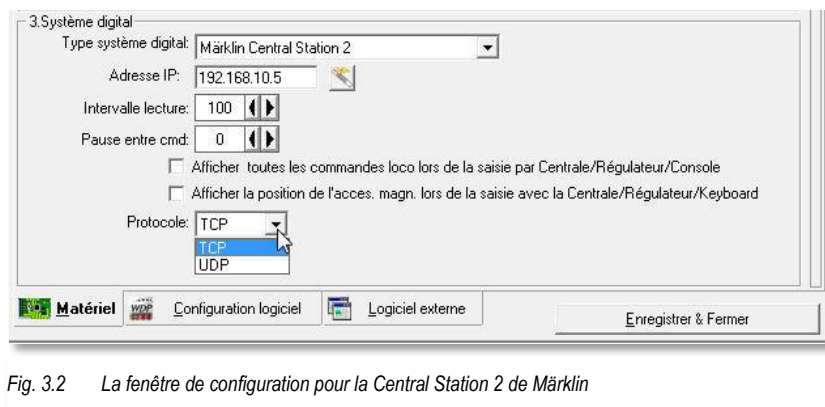 3.Système digital
Type système digital: Märklin Central Station 2
Adresse IP: 192.168.10.5
Intervalle lecture: 100
Pause entre cmd: 0
Afficher toutes les commandes loco lors de la saisie par Centrale/Régulateur/Console
Afficher la position de l'acces. magn. lors de la saisie avec la Centrale/Régulateur/Keyboard
Protocole: TCP
TCP
UDP
Matériel WDP Configuration logiciel Logiciel externe Enregistrer & Fermer
Fig. 3.2 La fenêtre de configuration pour la Central Station 2 de Märklin